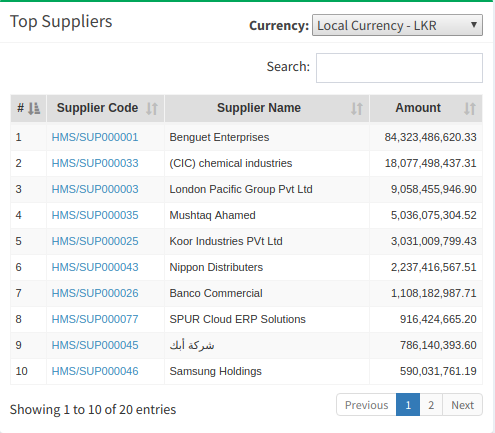 Top Suppliers Currency: Local Currency - LKR
Search:
# Supplier Code Supplier Name Amount
1 HMS/SUP000001 Benguet Enterprises 84,323,486,620.33
2 HMS/SUP000033 (CIC) chemical industries 18,077,498,437.31
3 HMS/SUP000003 London Pacific Group Pvt Ltd 9,058,455,946.90
4 HMS/SUP000035 Mushtaq Ahamed 5,036,075,304.52
5 HMS/SUP000025 Koor Industries PVt Ltd 3,031,009,799.43
6 HMS/SUP000043 Nippon Distributers 2,237,416,567.51
7 HMS/SUP000026 Banco Commercial 1,108,182,987.71
8 HMS/SUP000077 SPUR Cloud ERP Solutions 916,424,665.20
9 HMS/SUP000045 شركة أبك 786,140,393.60
10 HMS/SUP000046 Samsung Holdings 590,031,761.19
Showing 1 to 10 of 20 entries Previous 1 2 Next